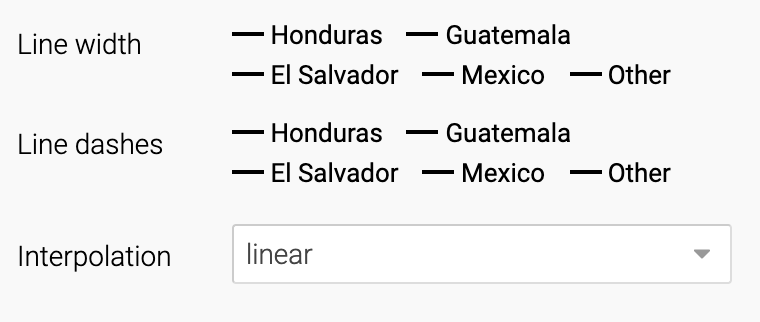 Line width
Honduras Guatemala
El Salvador Mexico Other
Line dashes
Honduras Guatemala
El Salvador Mexico Other
Interpolation
linear